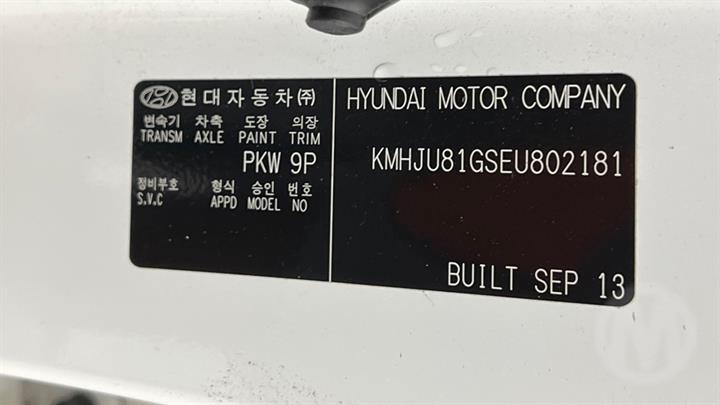 현대자동차㈜
변속기 차축 도장 의장
TRANSM AXLE PAINT TRIM
PKW 9P
정비부호 형식 승인 번호
S.V.C APPD MODEL NO
HYUNDAI MOTOR COMPANY
KMHJU81GSEU802181
BUILT SEP 13
M